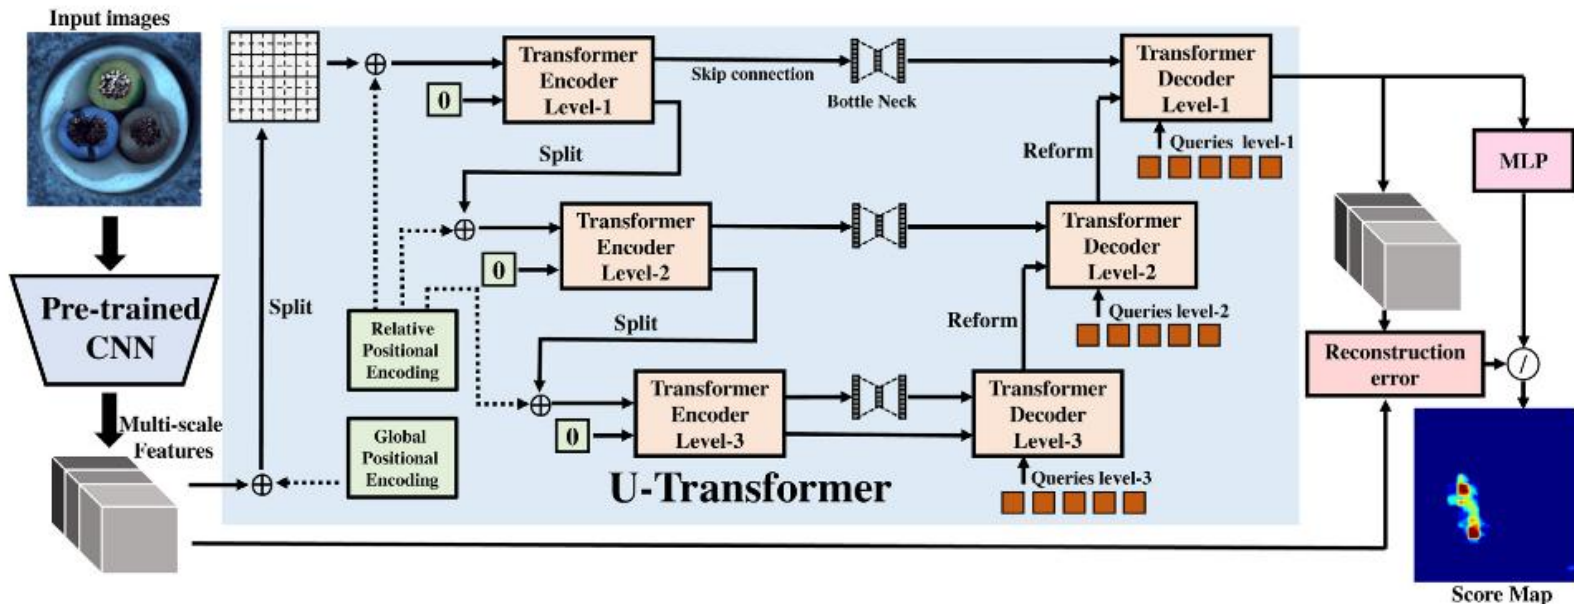 Input images
Pre-trained
CNN
Multi-scale
Features
Split
Relative
Positional
Encoding
Global
Positional
Encoding
0
Transformer
Encoder
Level-1
Skip connection
Bottle Neck
Transformer
Decoder
Level-1
Queries level-1
Split
Reform
0
Transformer
Encoder
Level-2
Transformer
Decoder
Level-2
Queries level-2
Split
Reform
0
Transformer
Encoder
Level-3
Transformer
Decoder
Level-3
Queries level-3
U-Transformer
MLP
Reconstruction
error
/
Score Map